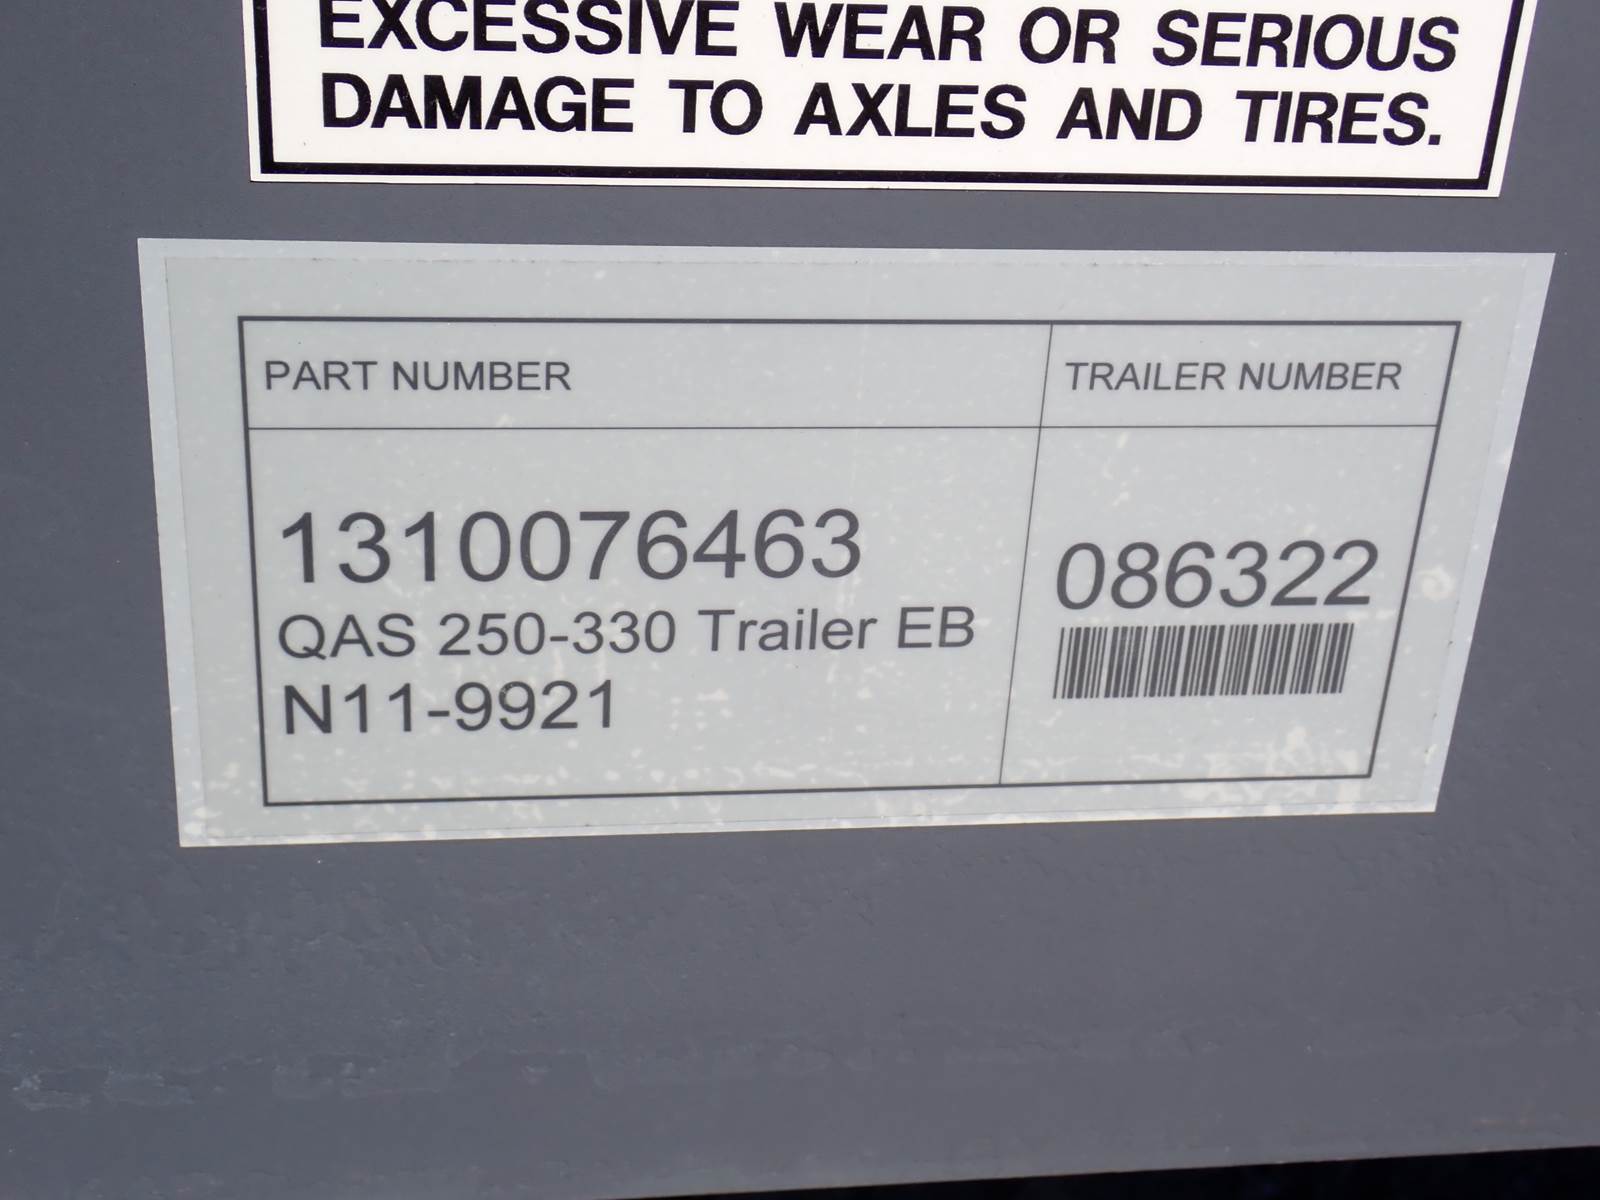 EXCESSIVE WEAR OR SERIOUS
DAMAGE TO AXLES AND TIRES.
PART NUMBER
TRAILER NUMBER
1310076463
QAS 250-330 Trailer EB
N11-9921
086322